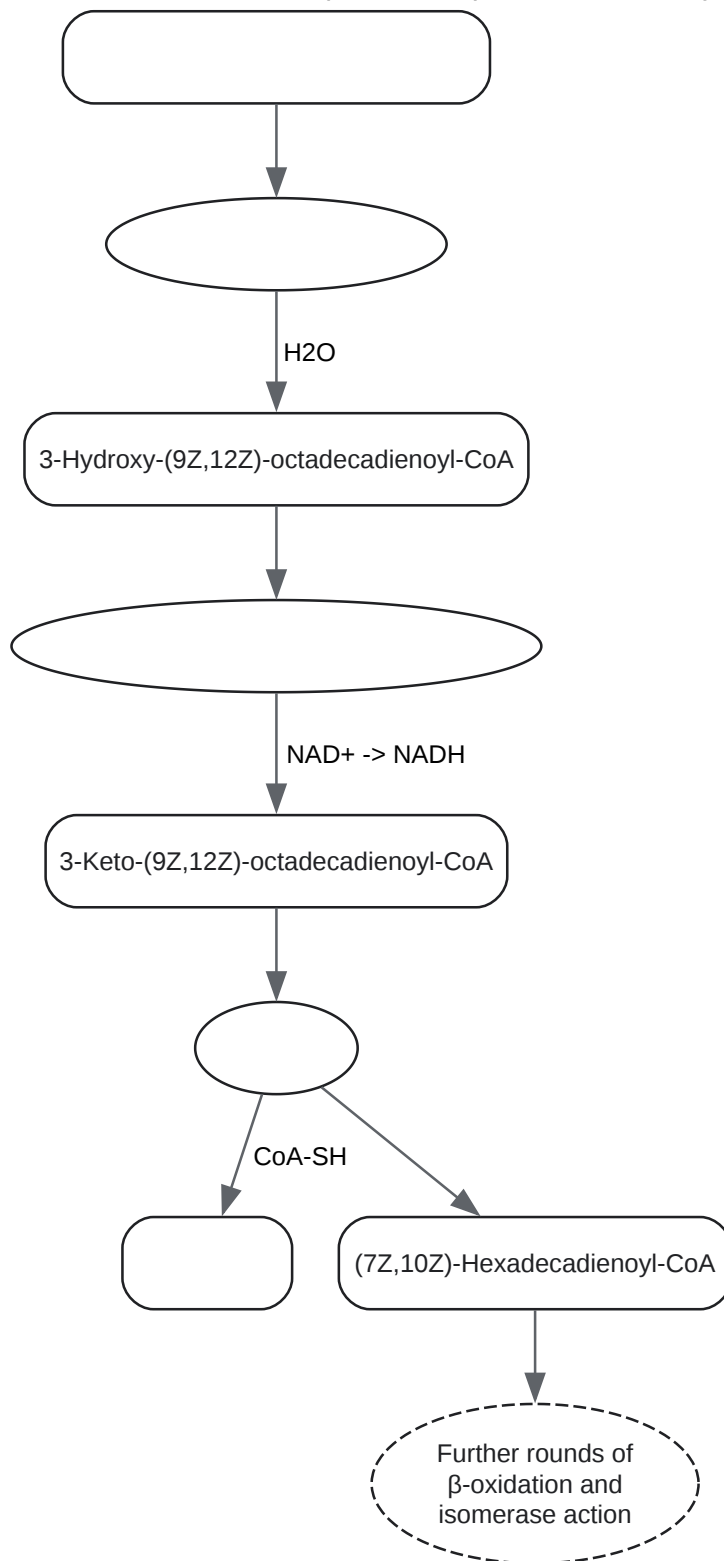 H2O
3-Hydroxy-(9Z,12Z)-octadecadienoyl-CoA
NAD+ -> NADH
3-Keto-(9Z,12Z)-octadecadienoyl-CoA
CoA-SH
(7Z,10Z)-Hexadecadienoyl-CoA
Further rounds of
β-oxidation and
isomerase action